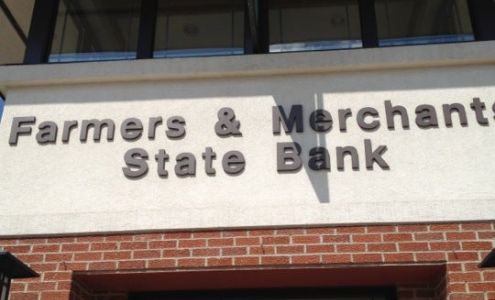 Farmers & Merchants
State Bank